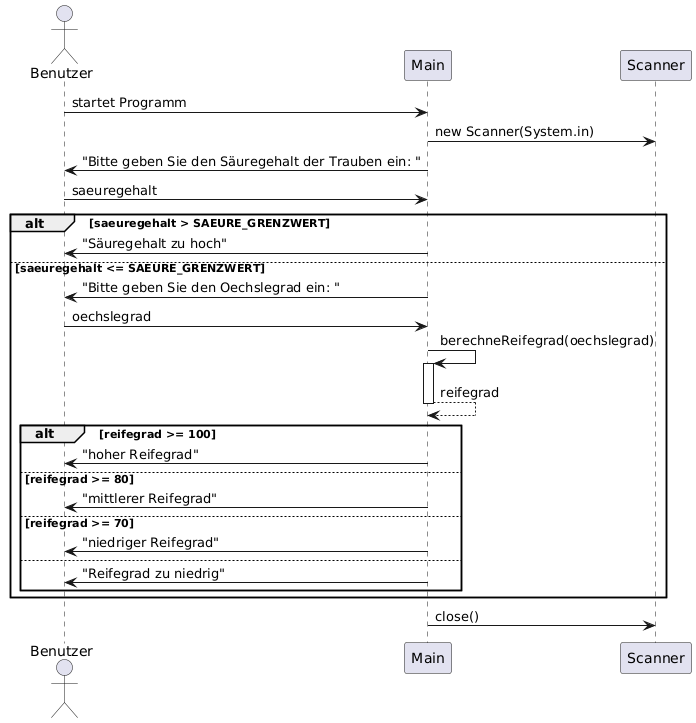 Benutzer
Main
Scanner
startet Programm
new Scanner(System.in)
"Bitte geben Sie den Säuregehalt der Trauben ein: "
saeuregehalt
alt [saeuregehalt > SAEURE_GRENZWERT]
"Säuregehalt zu hoch"
[saeuregehalt <= SAEURE_GRENZWERT]
"Bitte geben Sie den Oechslegrad ein: "
oechslegrad
berechneReifegrad(oechslegrad)
reifegrad
alt [reifegrad >= 100]
"hoher Reifegrad"
[reifegrad >= 80]
"mittlerer Reifegrad"
[reifegrad >= 70]
"niedriger Reifegrad"
"Reifegrad zu niedrig"
close()
Benutzer
Main
Scanner